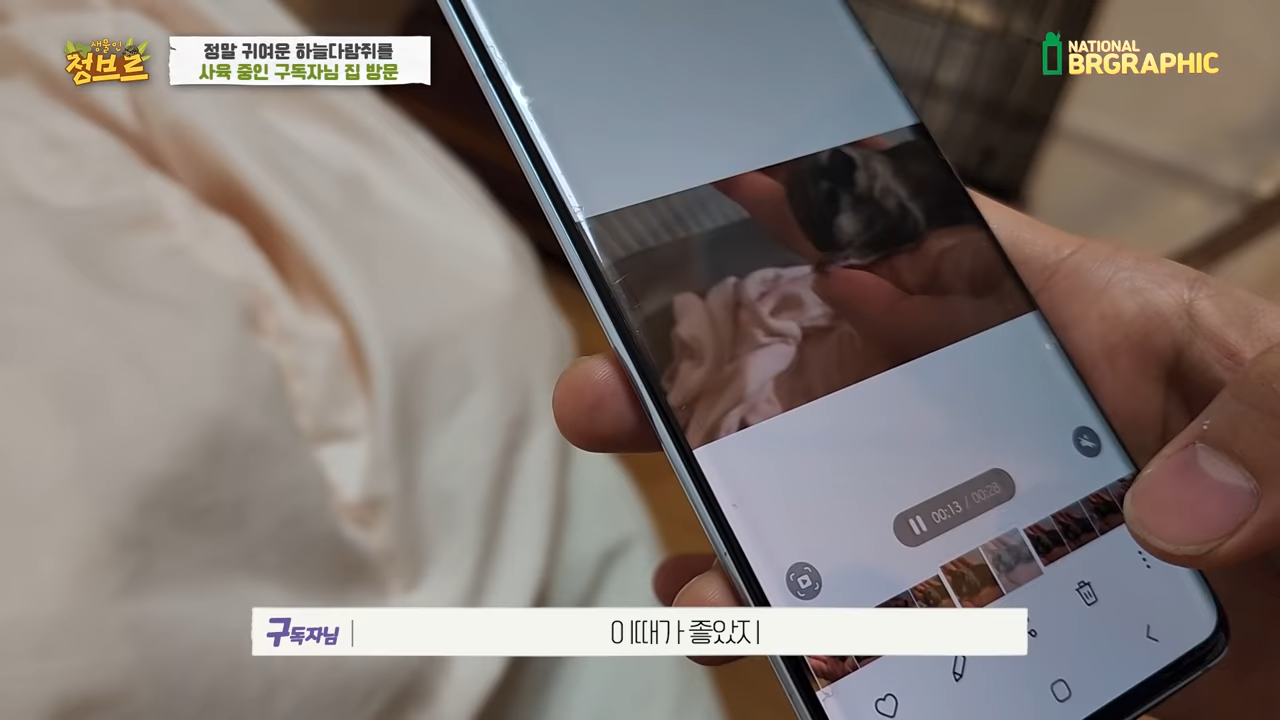 생물인
정브르
정말 귀여운 하늘다람쥐를
사육 중인 구독자님 집 방문
NATIONAL
BRGRAPHIC
00:13 / 00:28
구독자님
이때가 좋았지